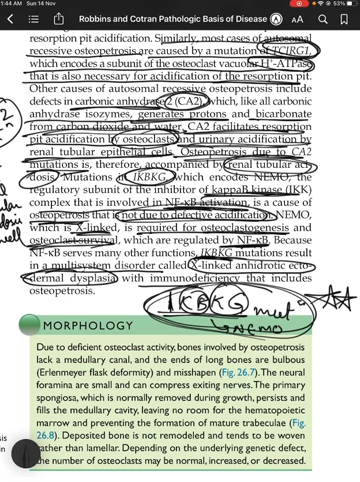 1:41 AM Sun 14 Nov
53%
Robbins and Cotran Pathologic Basis of Disease
AA
resorption pit acidification. Similarly, most cases of autosomal
recessive osteopetrosis are caused by a mutation of TCIRG1,
which encodes a subunit of the osteoclast vacuolar H⁺-ATPase
that is also necessary for acidification of the resorption pit.
Other causes of autosomal recessive osteopetrosis include
defects in carbonic anhydrase 2 (CA2), which, like all carbonic
anhydrase isozymes, generates protons and bicarbonate
from carbon dioxide and water. CA2 facilitates resorption
pit acidification by osteoclasts and urinary acidification by
renal tubular epithelial cells. Osteopetrosis due to CA2
mutations is, therefore, accompanied by renal tubular aci-
dosis. Mutations in IKBKG, which encodes NEMO, the
regulatory subunit of the inhibitor of kappaB kinase (IKK)
complex that is involved in NF-κB activation, is a cause of
osteopetrosis that is not due to defective acidification. NEMO,
which is X-linked, is required for osteoclastogenesis and
osteoclast survival, which are regulated by NF-κB. Because
NF-κB serves many other functions, IKBKG mutations result
in a multisystem disorder called X-linked anhidrotic ecto-
dermal dysplasia with immunodeficiency that includes
osteopetrosis.
IKBKG mutⁿ
NEMO
MORPHOLOGY
Due to deficient osteoclast activity, bones involved by osteopetrosis
lack a medullary canal, and the ends of long bones are bulbous
(Erlenmeyer flask deformity) and misshapen (Fig. 26.7). The neural
foramina are small and can compress exiting nerves. The primary
spongiosa, which is normally removed during growth, persists and
fills the medullary cavity, leaving no room for the hematopoietic
marrow and preventing the formation of mature trabeculae (Fig.
26.8). Deposited bone is not remodeled and tends to be woven
rather than lamellar. Depending on the underlying genetic defect,
the number of osteoclasts may be normal, increased, or decreased.